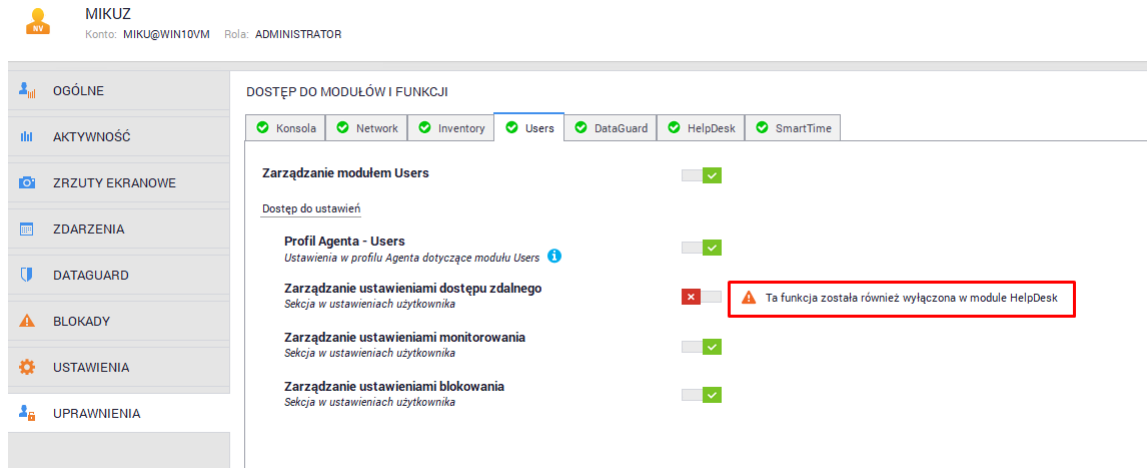 MIKUZ
NV
Konto: MIKU@WIN10VM Rola: ADMINISTRATOR
OGÓLNE
AKTYWNOŚĆ
ZRZUTY EKRANOWE
ZDARZENIA
DATAGUARD
BLOKADY
USTAWIENIA
UPRAWNIENIA
DOSTĘP DO MODUŁÓW I FUNKCJI
Konsola Network Inventory Users DataGuard HelpDesk SmartTime
Zarządzanie modułem Users
Dostęp do ustawień
Profil Agenta - Users
Ustawienia w profilu Agenta dotyczące modułu Users
Zarządzanie ustawieniami dostępu zdalnego
Sekcja w ustawieniach użytkownika
Ta funkcja została również wyłączona w module HelpDesk
Zarządzanie ustawieniami monitorowania
Sekcja w ustawieniach użytkownika
Zarządzanie ustawieniami blokowania
Sekcja w ustawieniach użytkownika